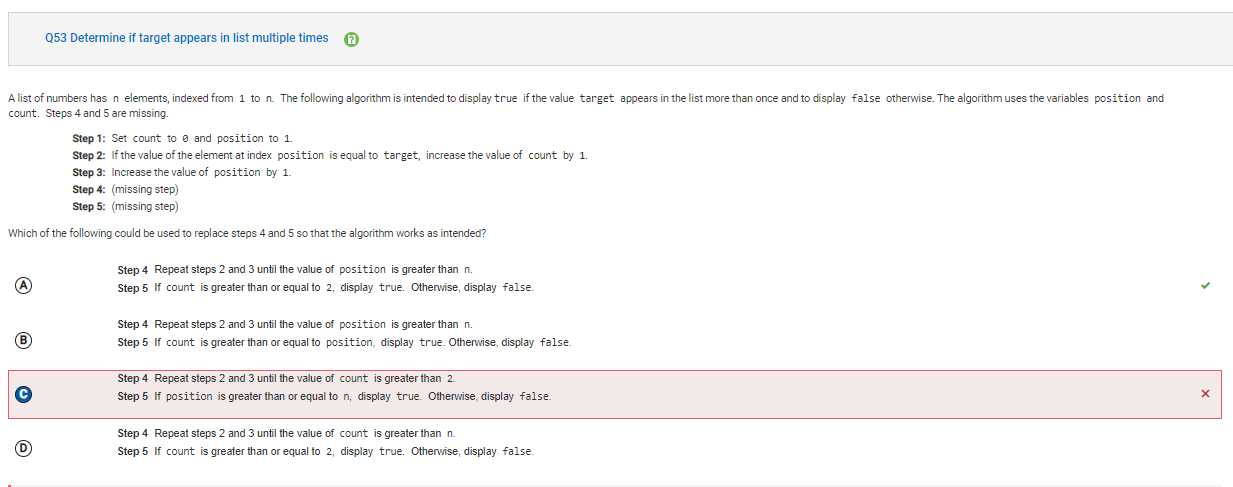 Q53 Determine if target appears in list multiple times
A list of numbers has n elements, indexed from 1 to n. The following algorithm is intended to display true if the value target appears in the list more than once and to display false otherwise. The algorithm uses the variables position and
count. Steps 4 and 5 are missing.
Step 1: Set count to 0 and position to 1.
Step 2: If the value of the element at index position is equal to target, increase the value of count by 1.
Step 3: Increase the value of position by 1.
Step 4: (missing step)
Step 5: (missing step)
Which of the following could be used to replace steps 4 and 5 so that the algorithm works as intended?
A
Step 4 Repeat steps 2 and 3 until the value of position is greater than n.
Step 5 If count is greater than or equal to 2, display true. Otherwise, display false.
B
Step 4 Repeat steps 2 and 3 until the value of position is greater than n.
Step 5 If count is greater than or equal to position, display true. Otherwise, display false.
C
Step 4 Repeat steps 2 and 3 until the value of count is greater than 2.
Step 5 If position is greater than or equal to n, display true. Otherwise, display false.
D
Step 4 Repeat steps 2 and 3 until the value of count is greater than n.
Step 5 If count is greater than or equal to 2, display true. Otherwise, display false.